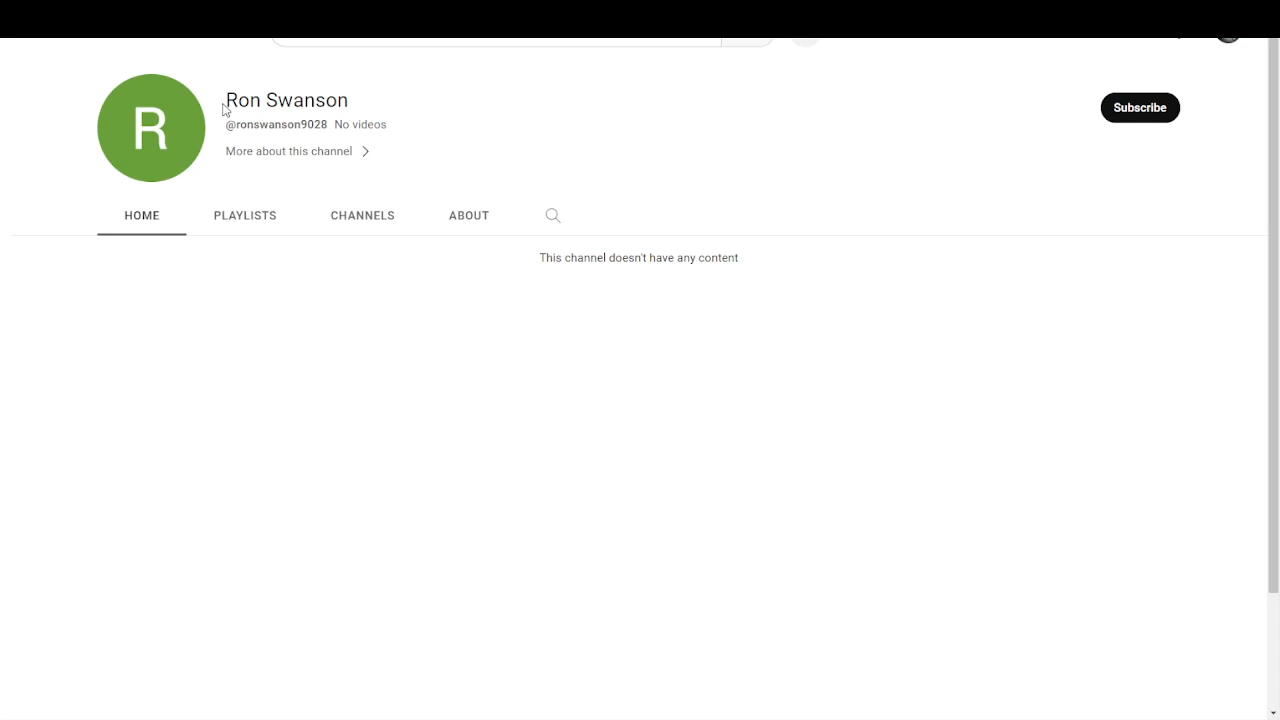 R
Ron Swanson
@ronswanson9028 No videos
More about this channel
Subscribe
HOME PLAYLISTS CHANNELS ABOUT
This channel doesn't have any content